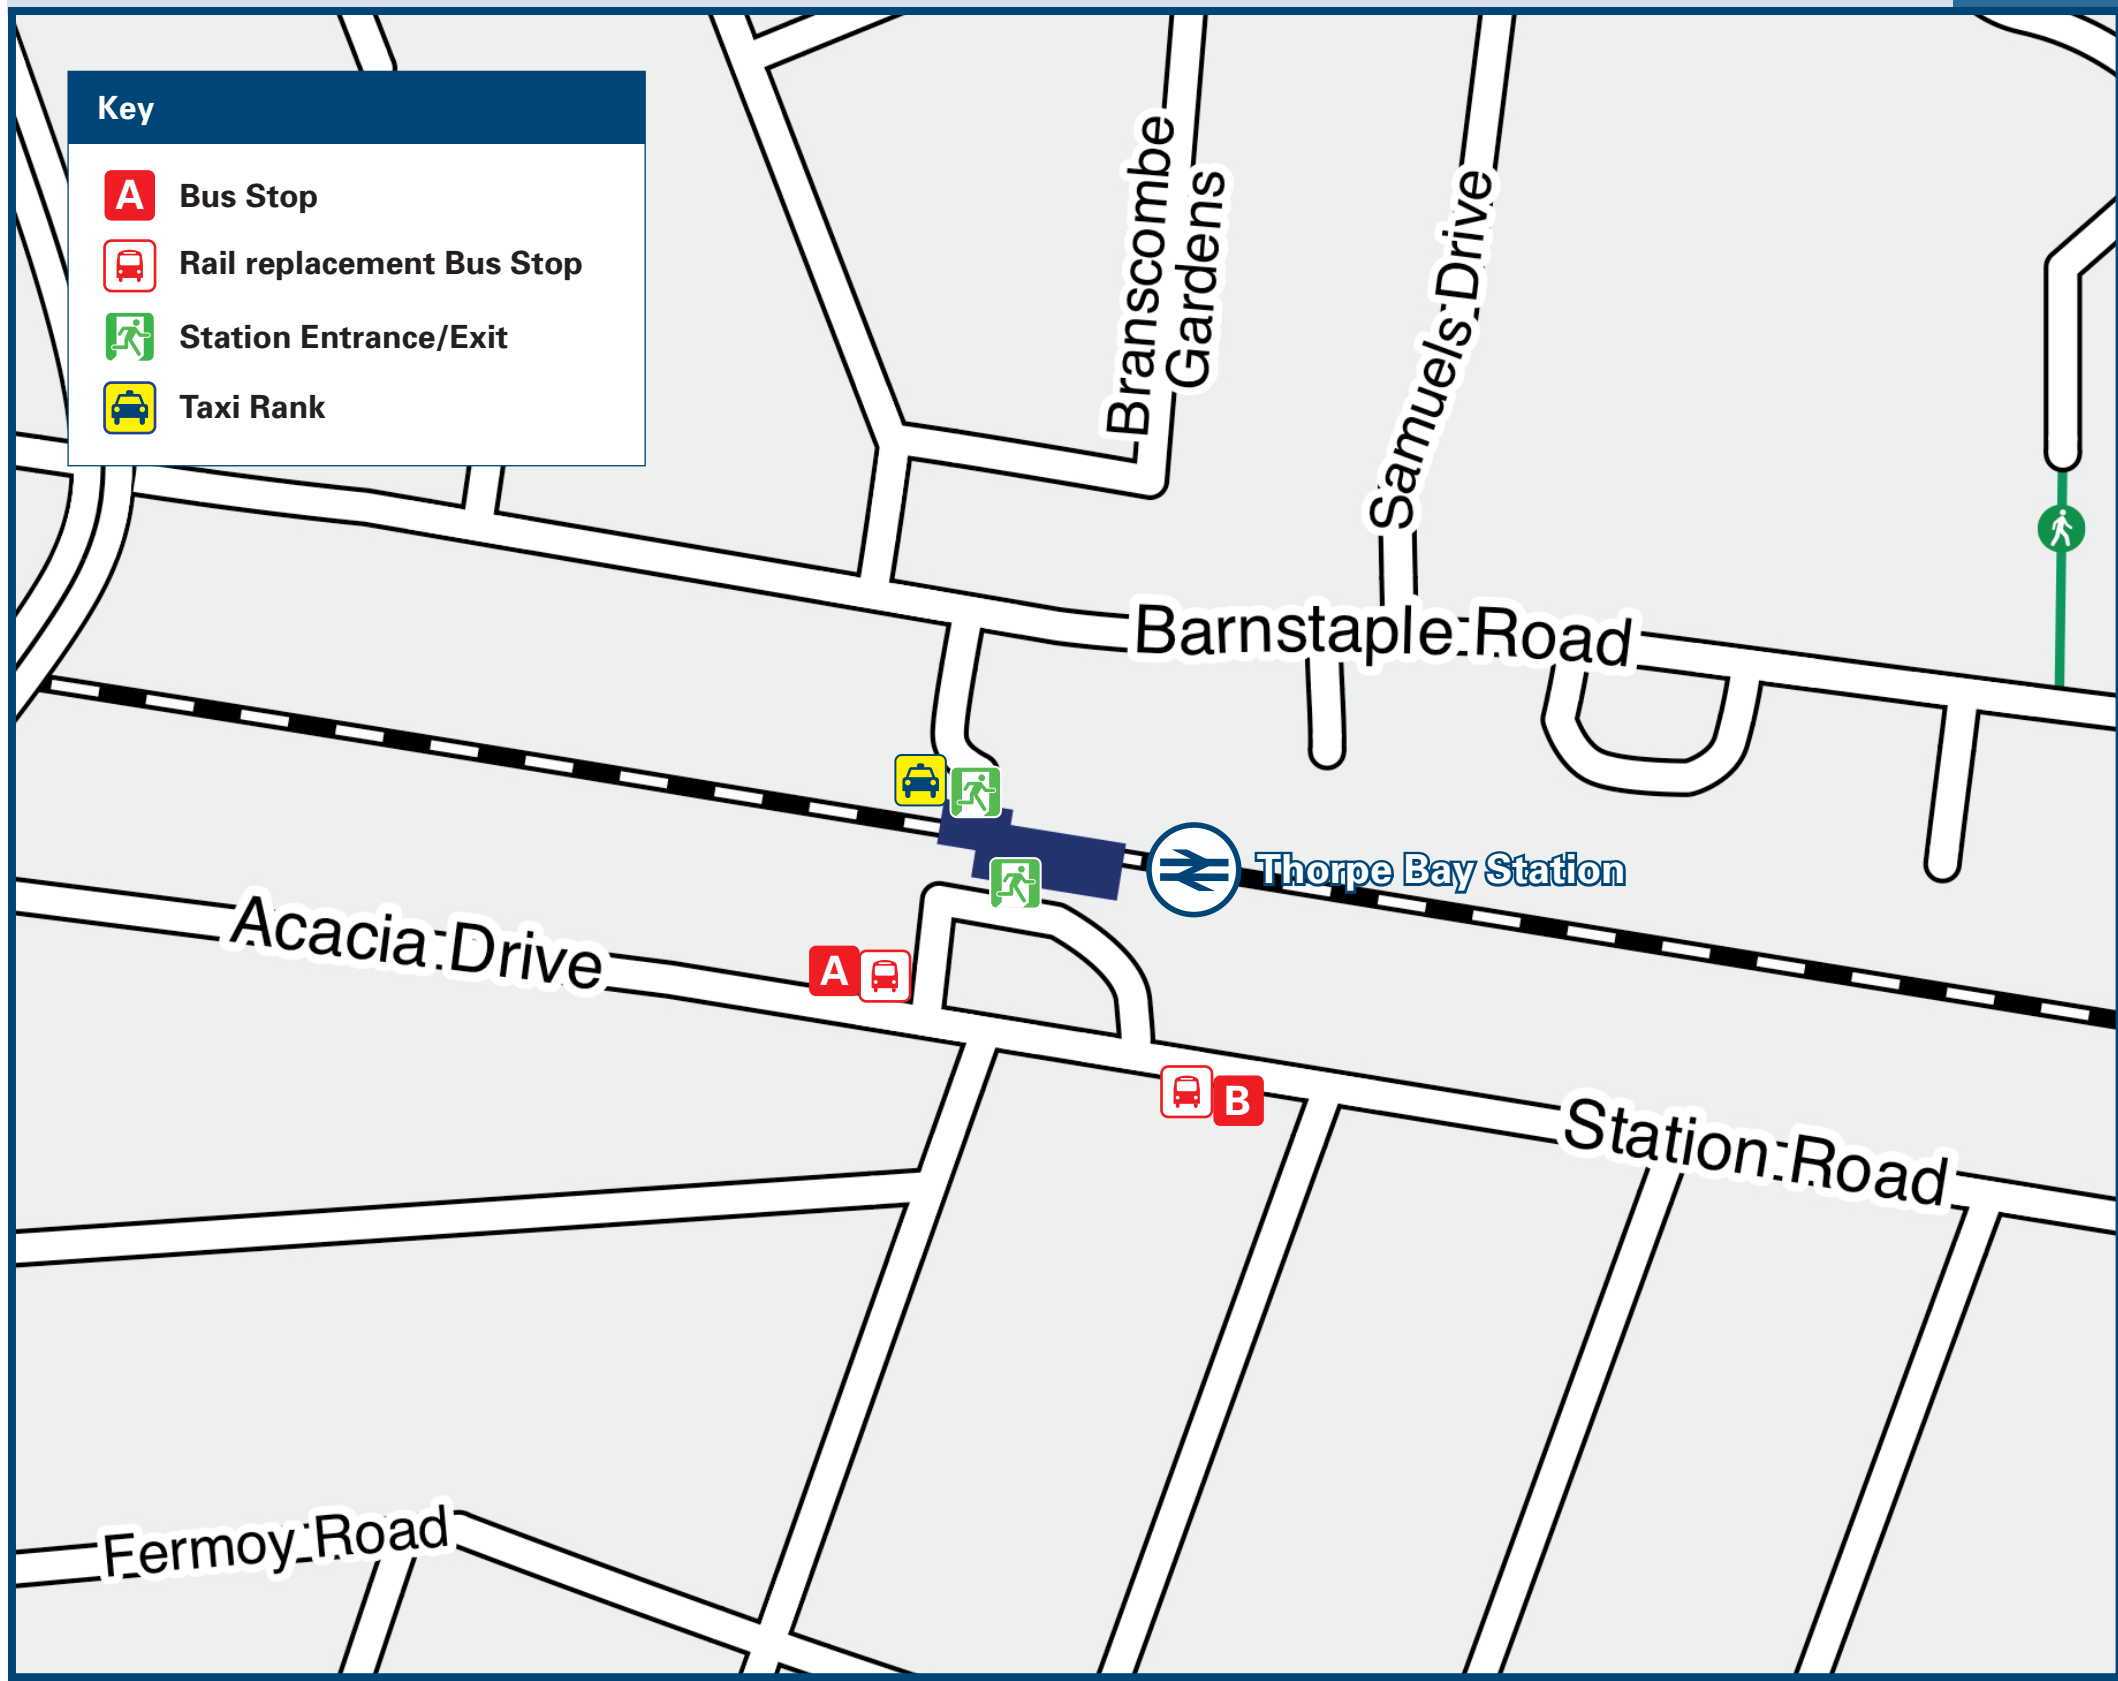 Key
A Bus Stop
Rail replacement Bus Stop
Station Entrance/Exit
Taxi Rank
Branscombe
Gardens
Samuels Drive
Barnstaple Road
Thorpe Bay Station
Acacia Drive
A
B
Station Road
Fermoy Road